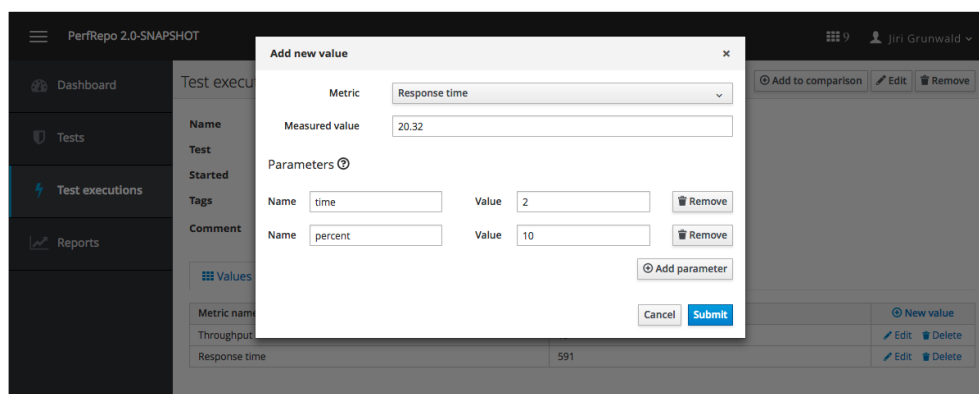 PerfRepo 2.0-SNAPSHOT
9 Jiri Grunwald
Dashboard
Tests
Test executions
Reports
Test execu
Add to comparison Edit Remove
Name
Test
Started
Tags
Comment
Values
Metric name
New value
Throughput
Edit Delete
Response time 591 Edit Delete
Add new value ×
Metric Response time
Measured value 20.32
Parameters ?
Name time Value 2 Remove
Name percent Value 10 Remove
Add parameter
Cancel Submit